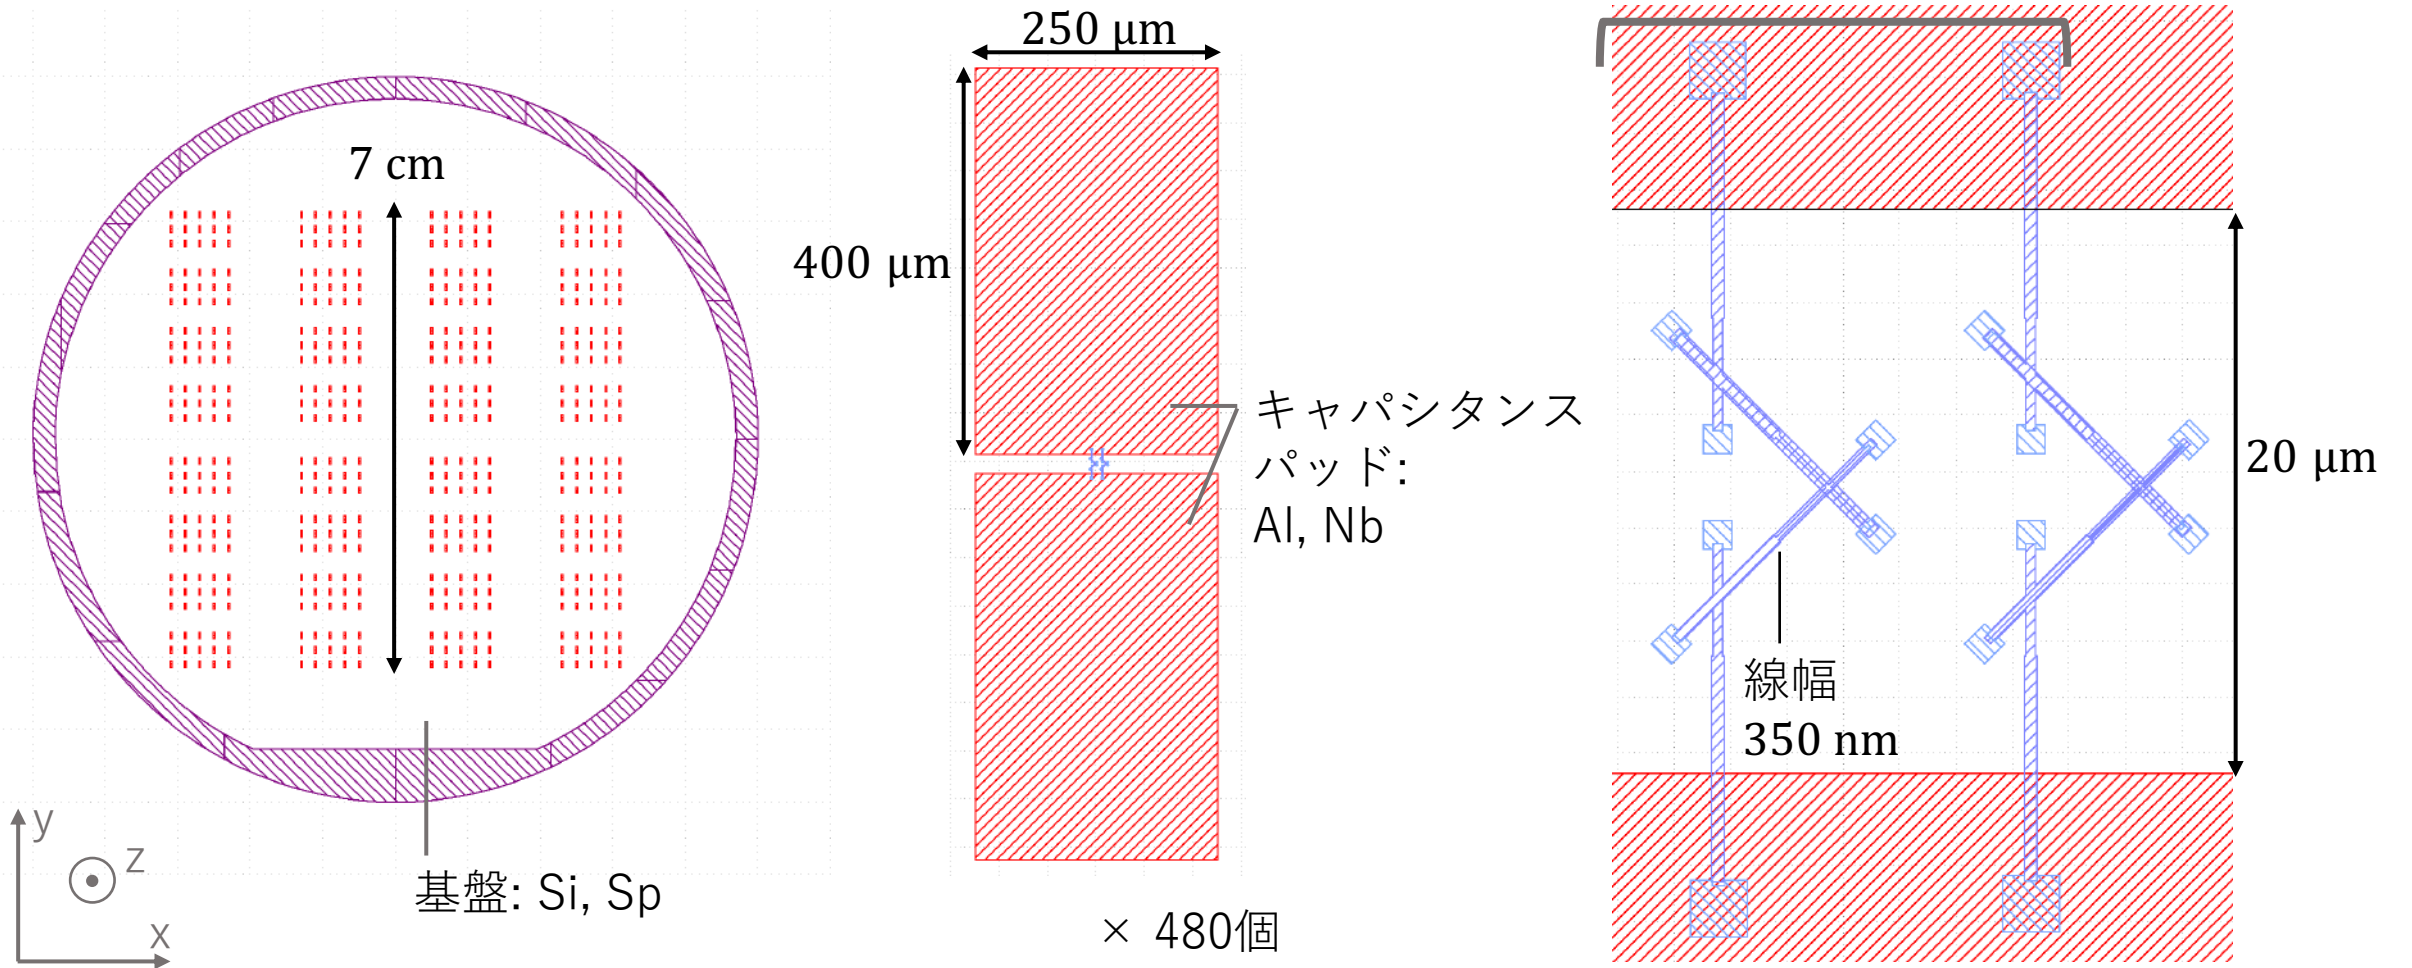 7 cm
y
z
x
基盤: Si, Sp
250 μm
400 μm
キャパシタンス
パッド:
Al, Nb
× 480個
20 μm
線幅
350 nm